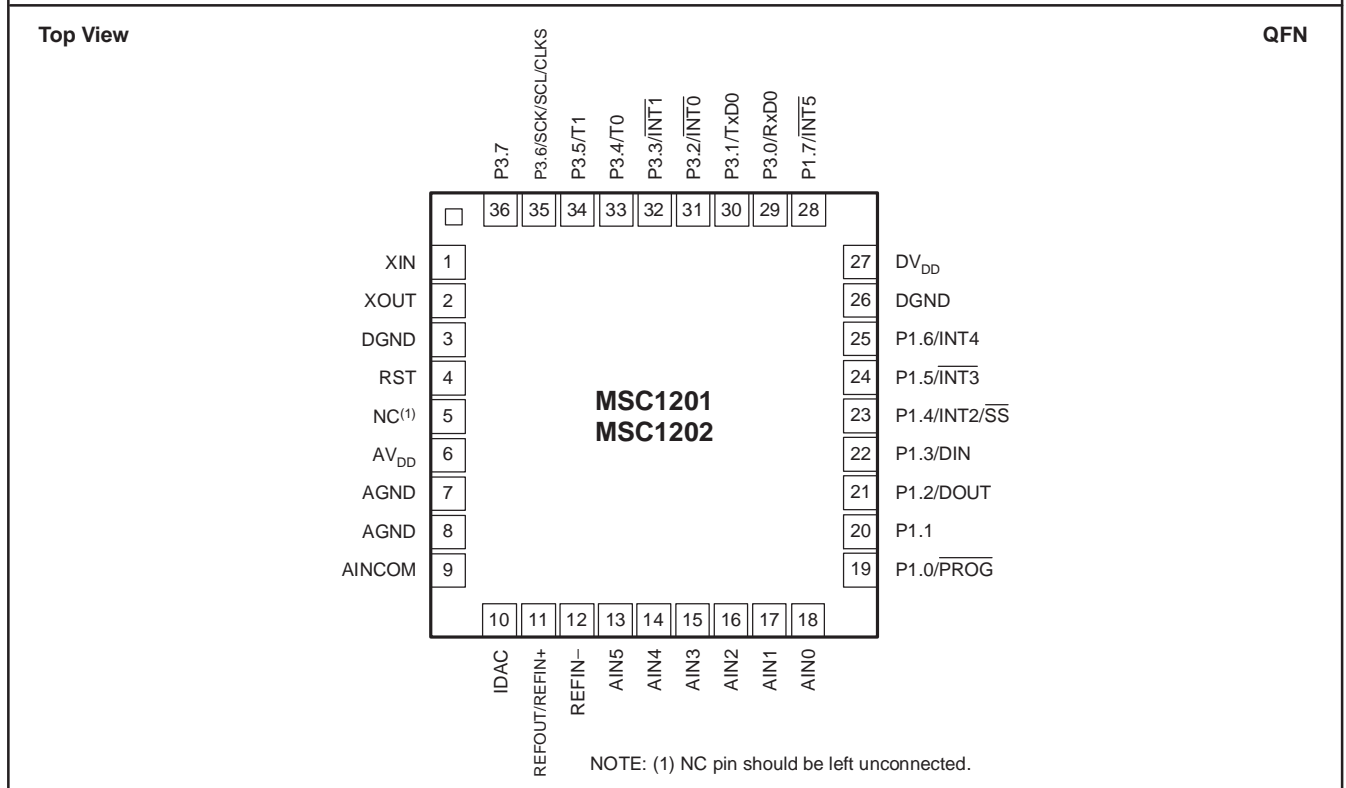 Top View
QFN
P3.7
P3.6/SCK/SCL/CLKS
P3.5/T1
P3.4/T0
P3.3/I̅N̅T̅1̅
P3.2/I̅N̅T̅0̅
P3.1/TxD0
P3.0/RxD0
P1.7/I̅N̅T̅5̅
36 35 34 33 32 31 30 29 28
XIN 1
XOUT 2
DGND 3
RST 4
NC(1) 5
AVDD 6
AGND 7
AGND 8
AINCOM 9
MSC1201
MSC1202
27 DVDD
26 DGND
25 P1.6/INT4
24 P1.5/I̅N̅T̅3̅
23 P1.4/INT2/S̅S̅
22 P1.3/DIN
21 P1.2/DOUT
20 P1.1
19 P1.0/P̅R̅O̅G̅
10 11 12 13 14 15 16 17 18
IDAC
REFOUT/REFIN+
REFIN−
AIN5
AIN4
AIN3
AIN2
AIN1
AIN0
NOTE: (1) NC pin should be left unconnected.